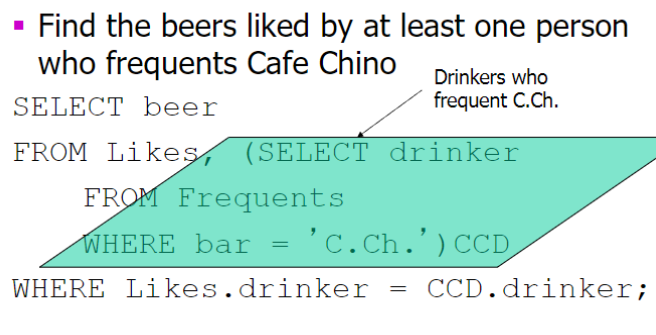 Find the beers liked by at least one person
who frequents Cafe Chino
Drinkers who
frequent C.Ch.
SELECT beer
FROM Likes, (SELECT drinker
FROM Frequents
WHERE bar = 'C.Ch.')CCD
WHERE Likes.drinker = CCD.drinker;